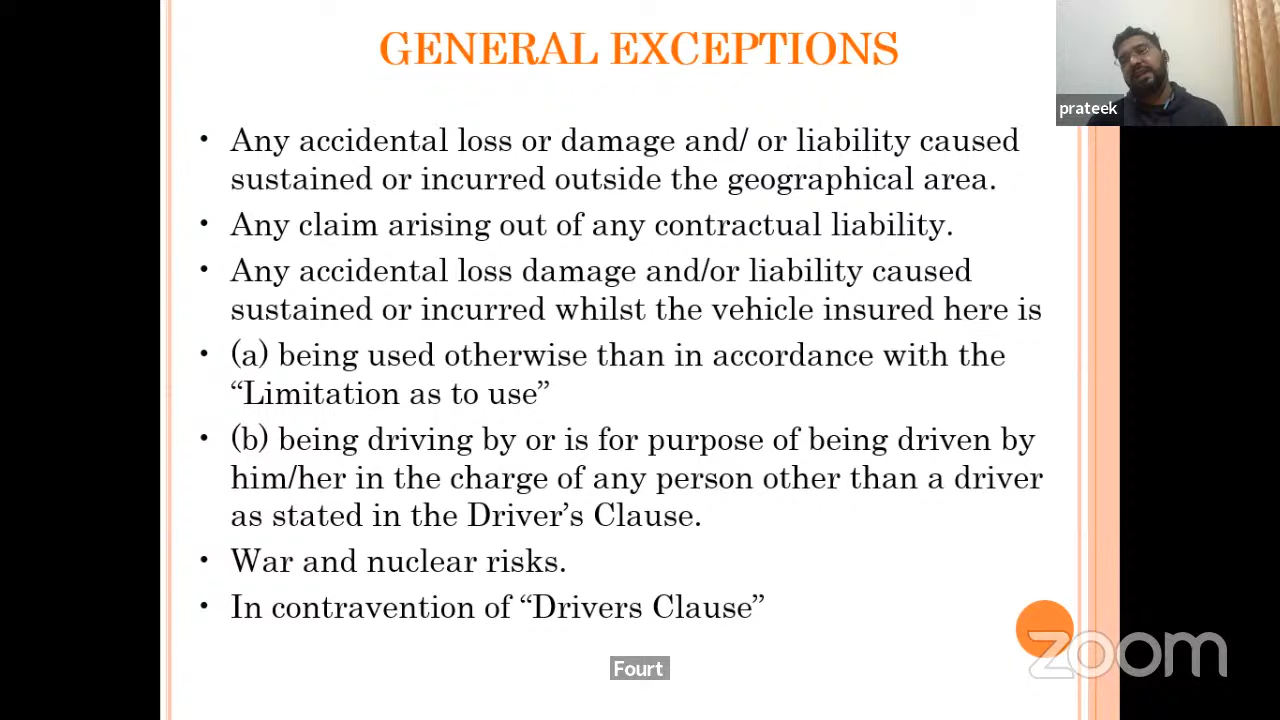 GENERAL EXCEPTIONS
prateek
• Any accidental loss or damage and/ or liability caused
sustained or incurred outside the geographical area.
• Any claim arising out of any contractual liability.
• Any accidental loss damage and/or liability caused
sustained or incurred whilst the vehicle insured here is
• (a) being used otherwise than in accordance with the
“Limitation as to use”
• (b) being driving by or is for purpose of being driven by
him/her in the charge of any person other than a driver
as stated in the Driver’s Clause.
• War and nuclear risks.
• In contravention of “Drivers Clause”
zoom
Fourt